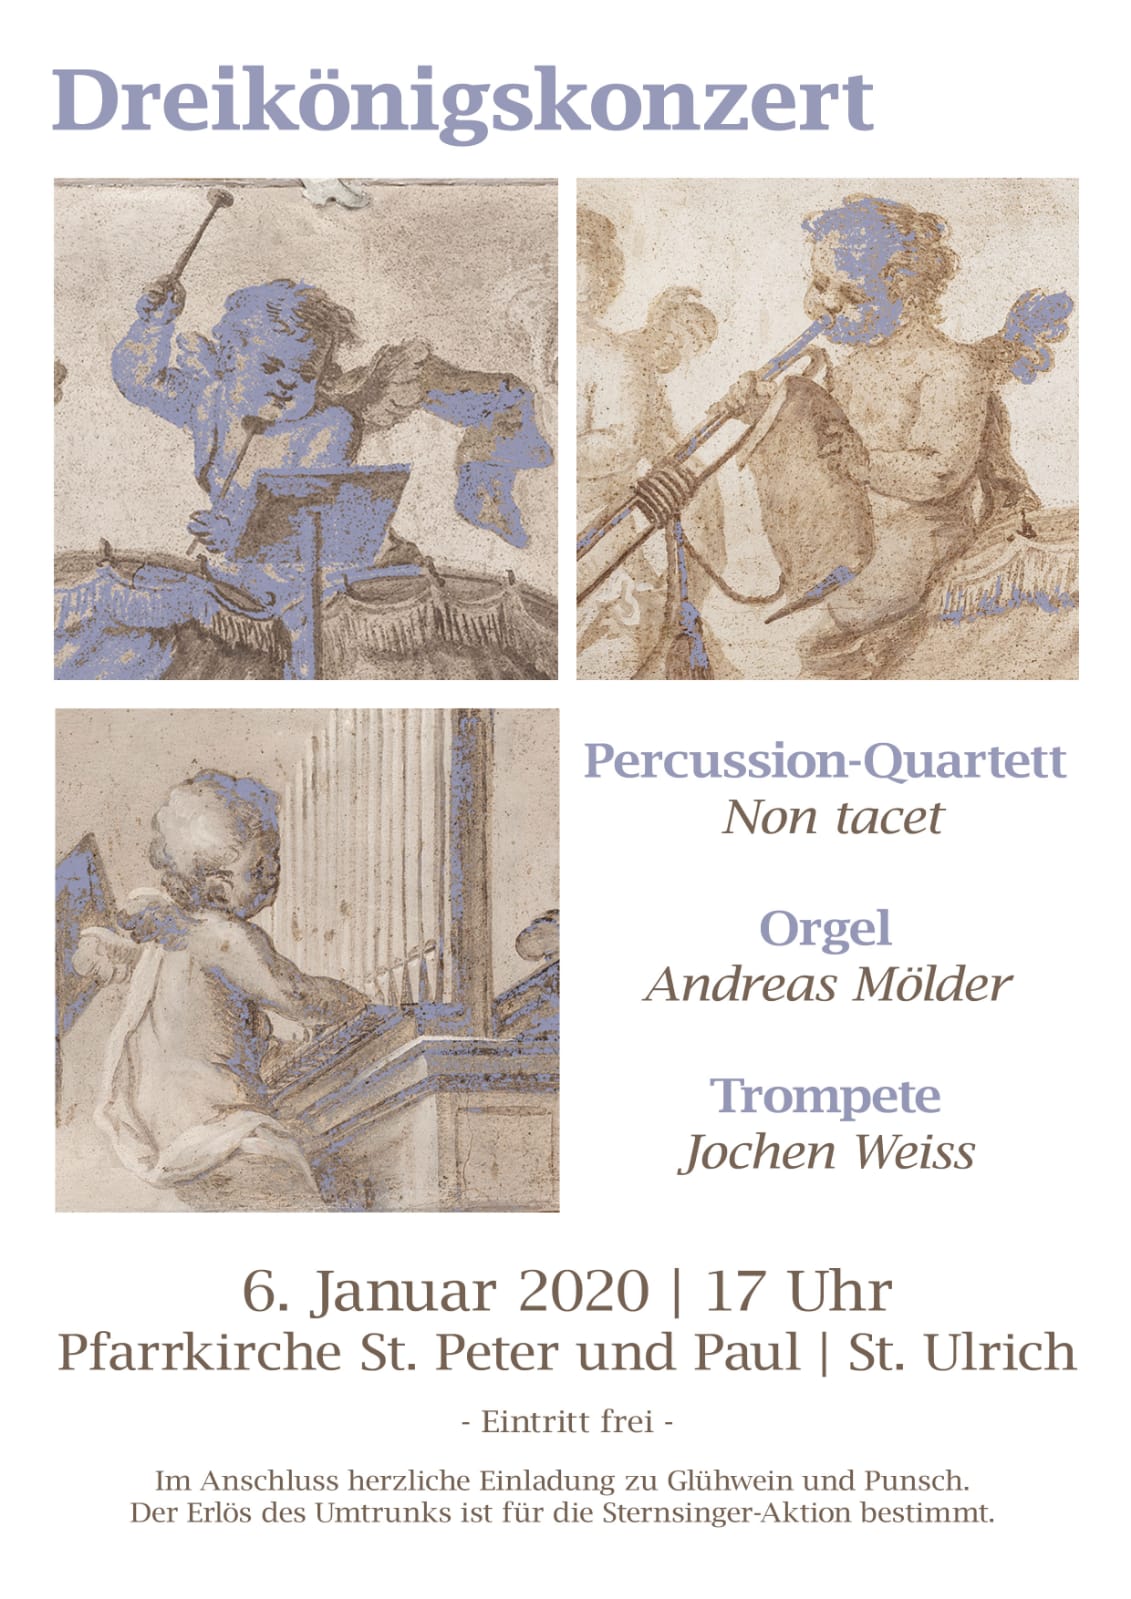 Dreikönigskonzert
Percussion-Quartett
Non tacet
Orgel
Andreas Mölder
Trompete
Jochen Weiss
6. Januar 2020 | 17 Uhr
Pfarrkirche St. Peter und Paul | St. Ulrich
- Eintritt frei -
Im Anschluss herzliche Einladung zu Glühwein und Punsch.
Der Erlös des Umtrunks ist für die Sternsinger-Aktion bestimmt.